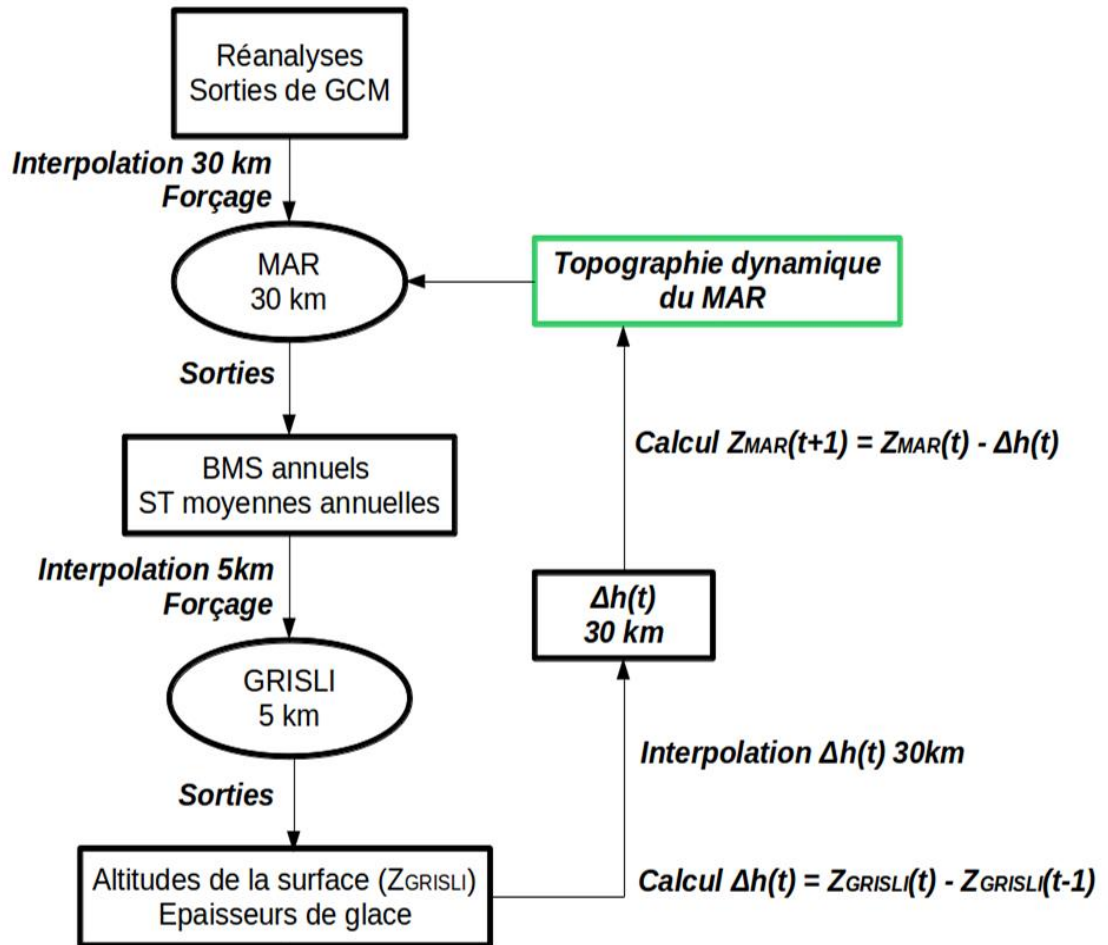 Réanalyses
Sorties de GCM
Interpolation 30 km
Forçage
MAR
30 km
Topographie dynamique
du MAR
Sorties
Calcul ZMAR(t+1) = ZMAR(t) - Δh(t)
BMS annuels
ST moyennes annuelles
Interpolation 5km
Forçage
Δh(t)
30 km
GRISLI
5 km
Interpolation Δh(t) 30km
Sorties
Altitudes de la surface (ZGRISLI)
Epaisseurs de glace
Calcul Δh(t) = ZGRISLI(t) - ZGRISLI(t-1)